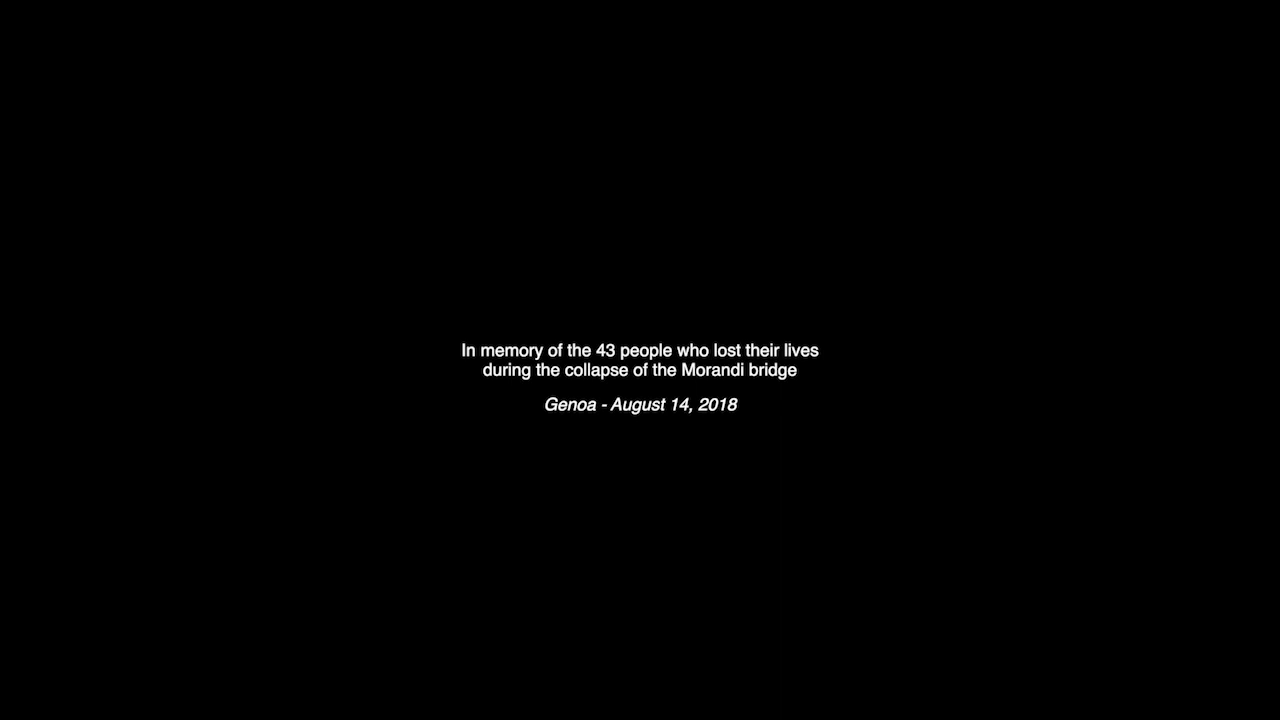 In memory of the 43 people who lost their lives
during the collapse of the Morandi bridge
Genoa - August 14, 2018